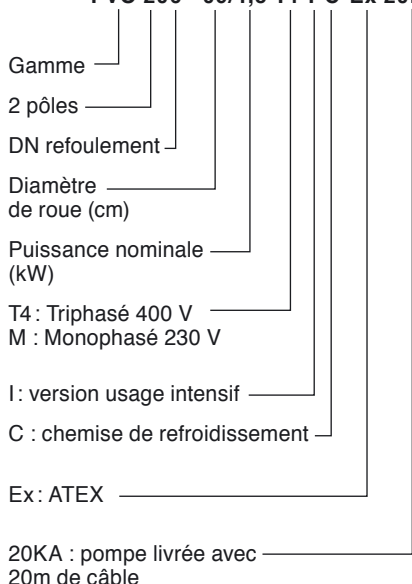 Gamme
2 pôles
DN refoulement
Diamètre
de roue (cm)
Puissance nominale
(kW)
T4 : Triphasé 400 V
M : Monophasé 230 V
I : version usage intensif
C : chemise de refroidissement
Ex : ATEX
20KA : pompe livrée avec
20m de câble